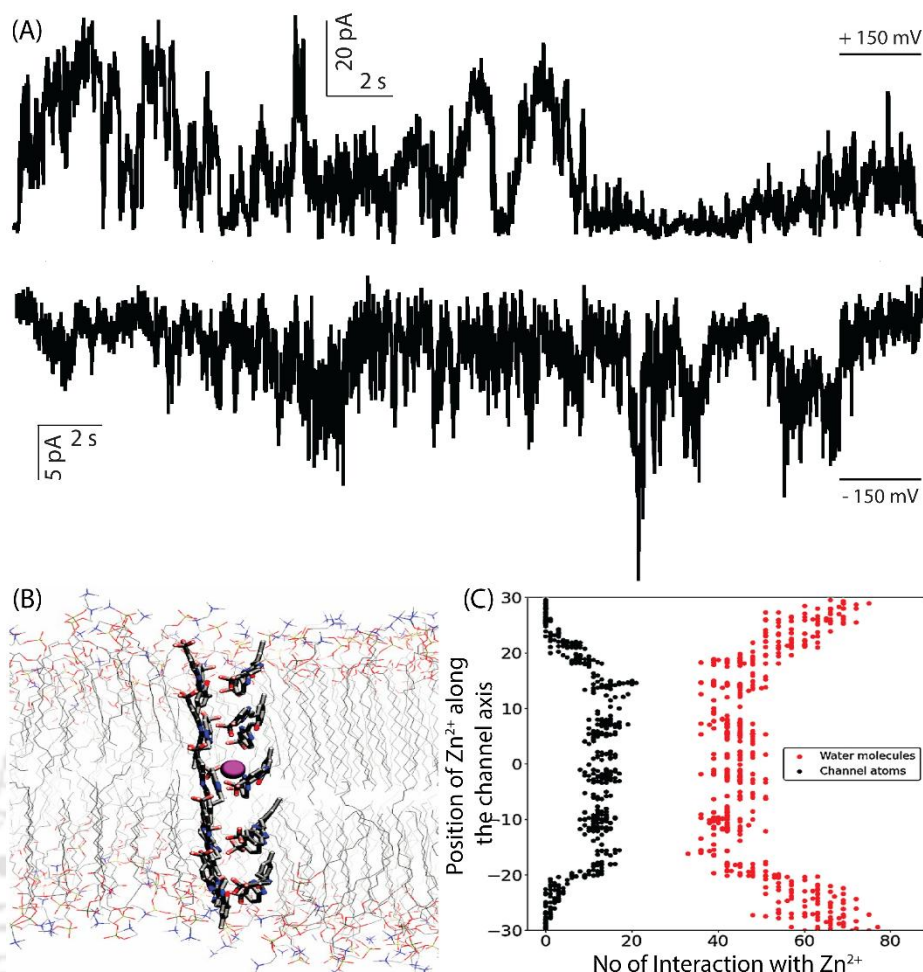 (A)
20 pA
2 s
+ 150 mV
5 pA
2 s
- 150 mV
(B)
(C)
Position of Zn²⁺ along
the channel axis
30
20
10
0
−10
−20
−30
Water molecules
Channel atoms
0
20
40
60
80
No of Interaction with Zn²⁺